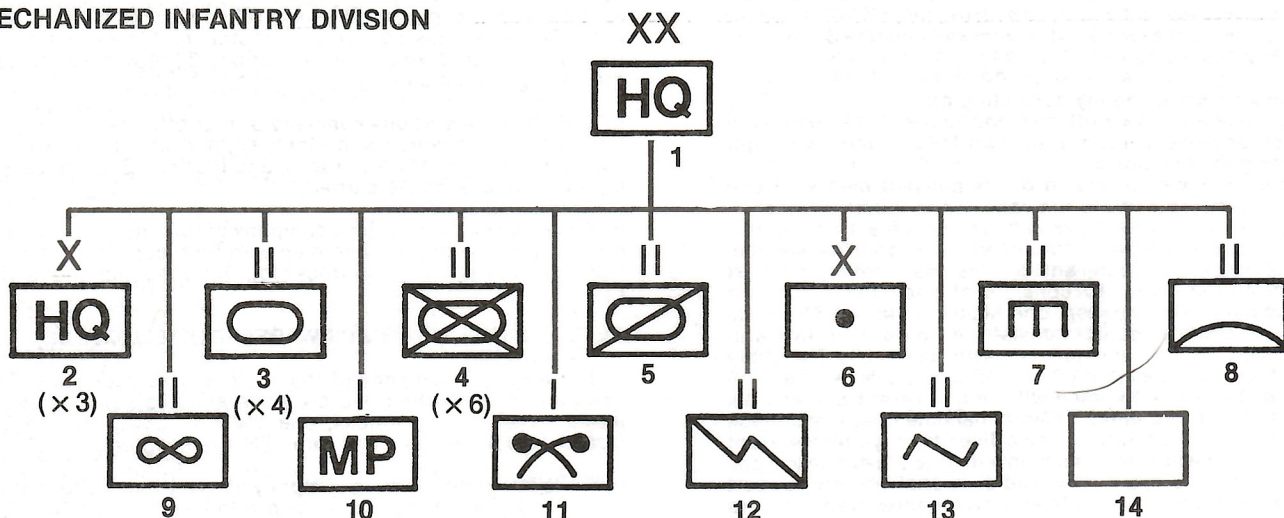 ECHANIZED INFANTRY DIVISION
XX
HQ
1
X II II II X II II
HQ
2 3 4 5 6 7 8
(×3) (×4) (×6)
II I I II II
MP
9 10 11 12 13 14